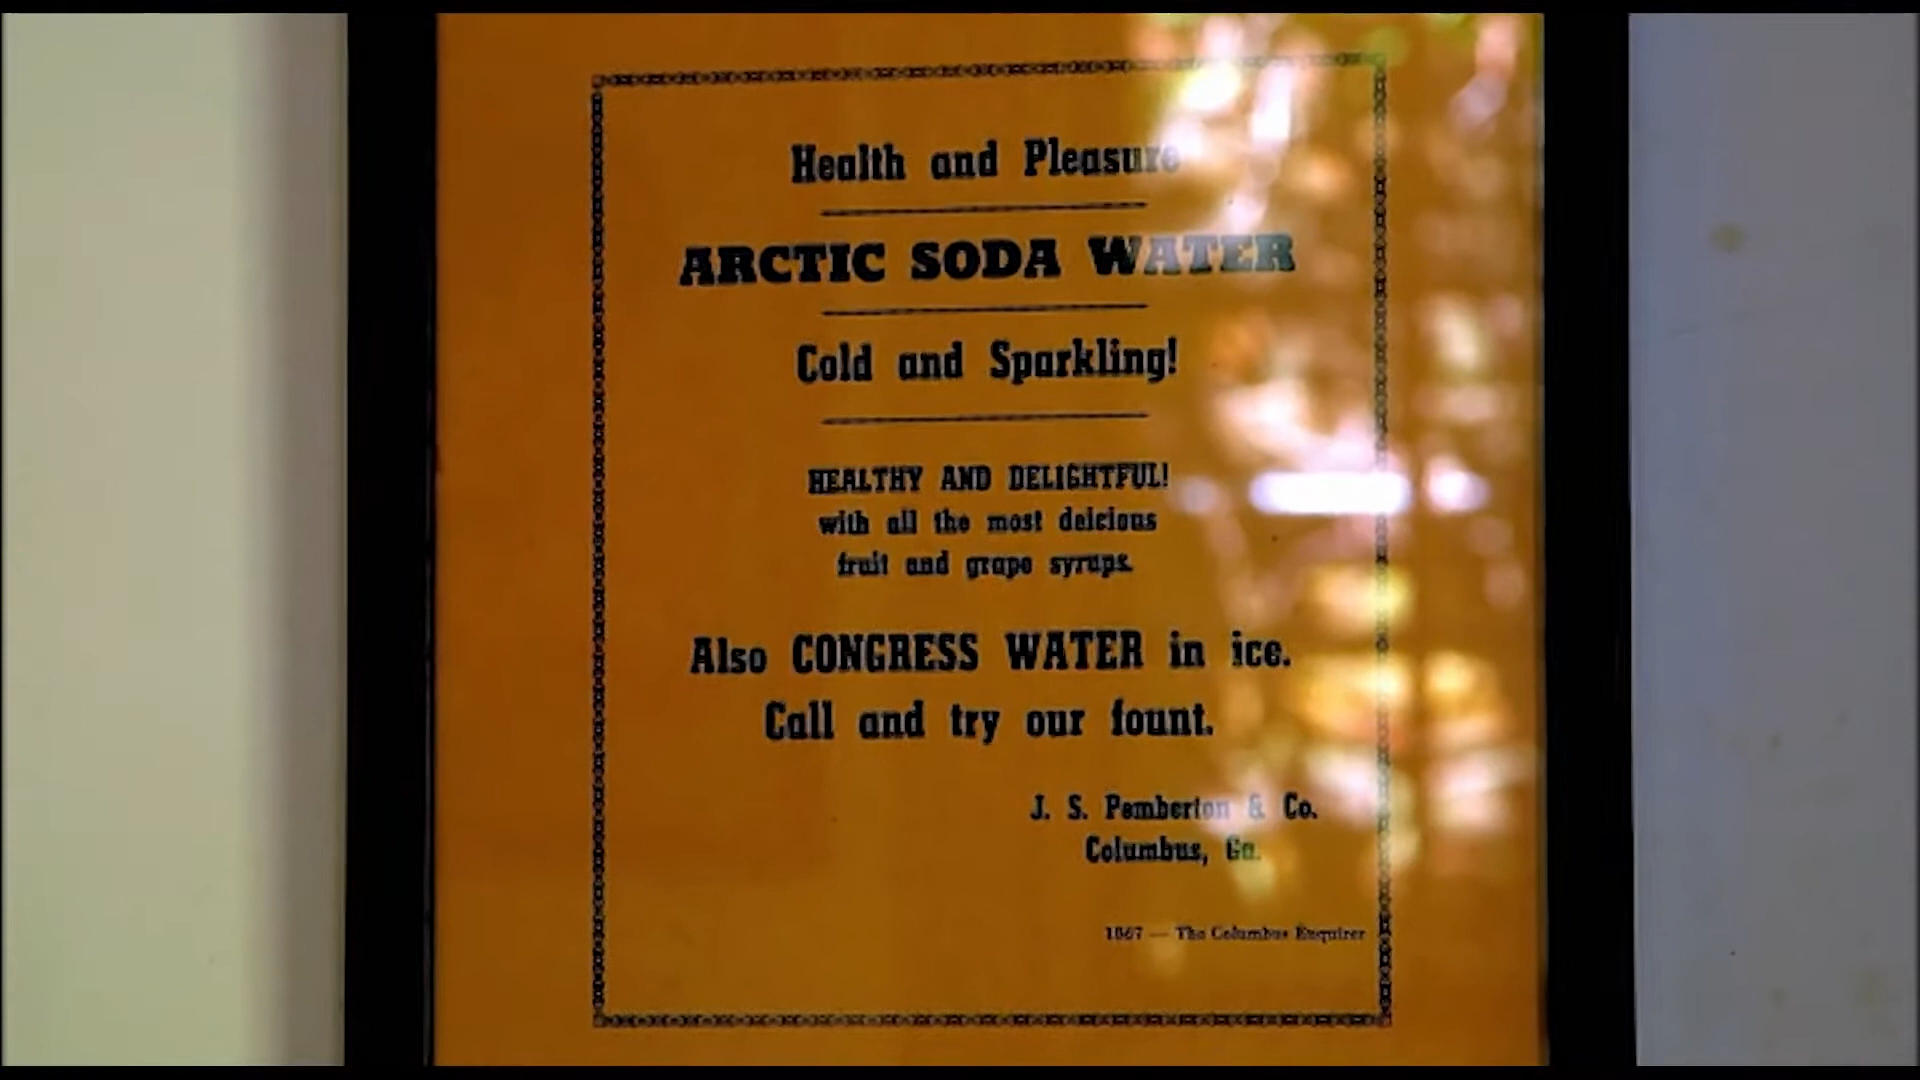 Health and Pleasure
ARCTIC SODA WATER
Cold and Sparkling!
HEALTHY AND DELIGHTFUL!
with all the most delcious
fruit and grape syrups.
Also CONGRESS WATER in ice.
Call and try our fount.
J. S. Pemberton & Co.
Columbus, Ga.
1867 — The Columbus Enquirer